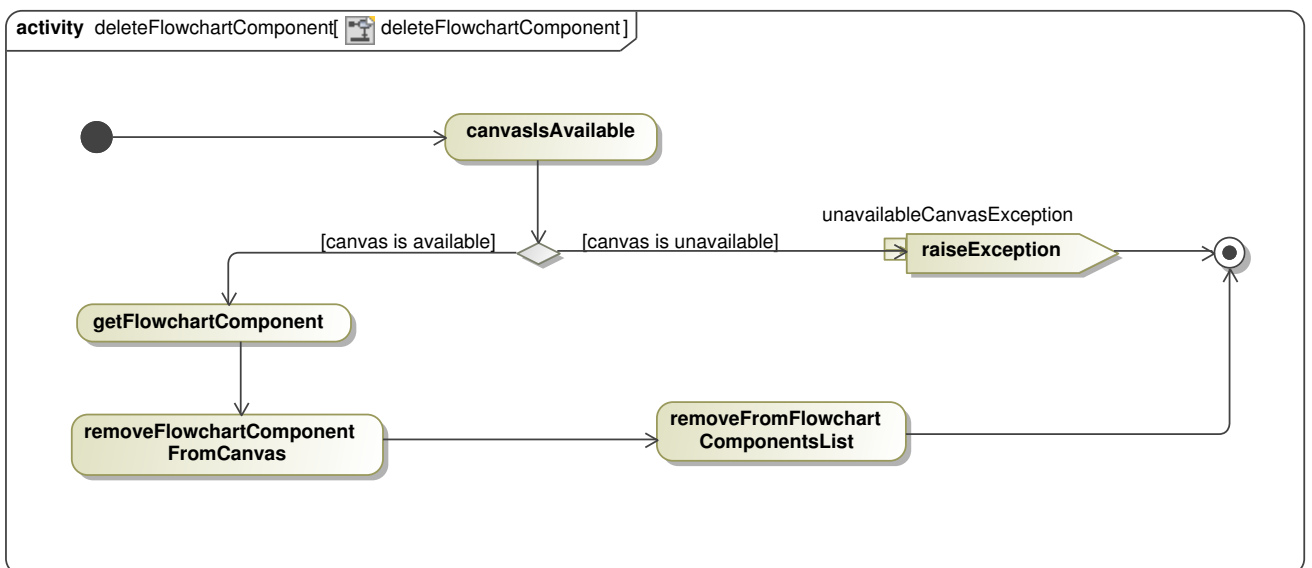 activity deleteFlowchartComponent[ deleteFlowchartComponent ]
canvasIsAvailable
unavailableCanvasException
[canvas is available]
[canvas is unavailable]
raiseException
getFlowchartComponent
removeFlowchartComponent
FromCanvas
removeFromFlowchart
ComponentsList